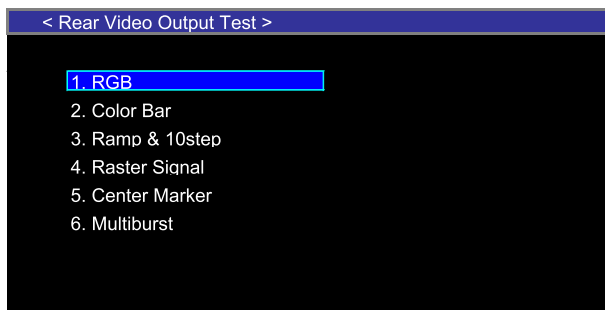 < Rear Video Output Test >
1. RGB
2. Color Bar
3. Ramp & 10step
4. Raster Signal
5. Center Marker
6. Multiburst